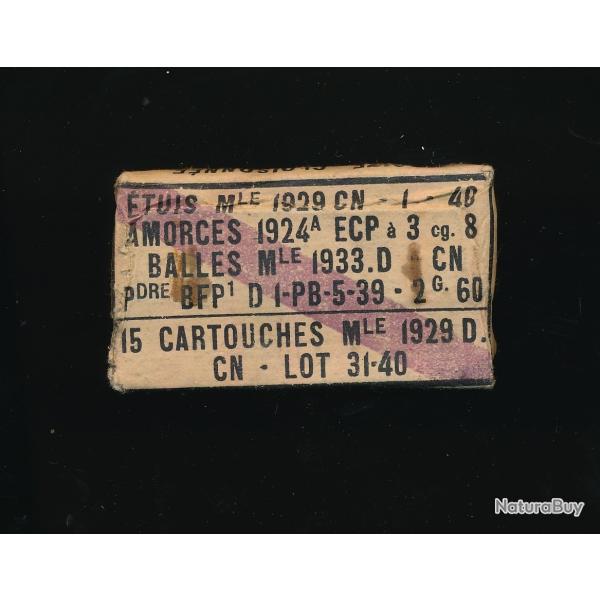 ÉTUIS MLE 1929 CN - 1 - 40
AMORCES 1924A ECP à 3 cg. 8
BALLES MLE 1933.D - CN
PDRE BFP1 D 1-PB-5-39 - 2 G. 60
15 CARTOUCHES MLE 1929 D.
CN - LOT 31-40
NaturaBuy